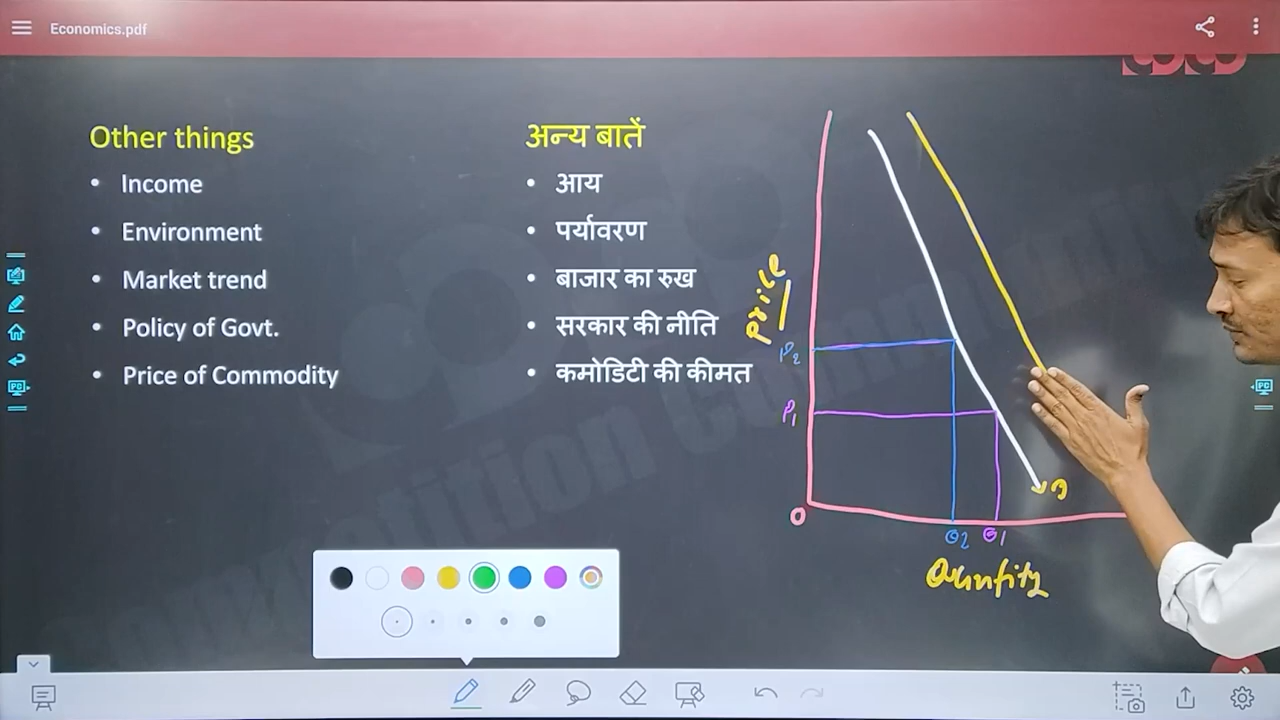 Economics.pdf
Other things
• Income
• Environment
• Market trend
• Policy of Govt.
• Price of Commodity
अन्य बातें
• आय
• पर्यावरण
• बाजार का रुख
• सरकार की नीति
• कमोडिटी की कीमत
Price
P2
P1
O
D
Q2 Q1
Quntity